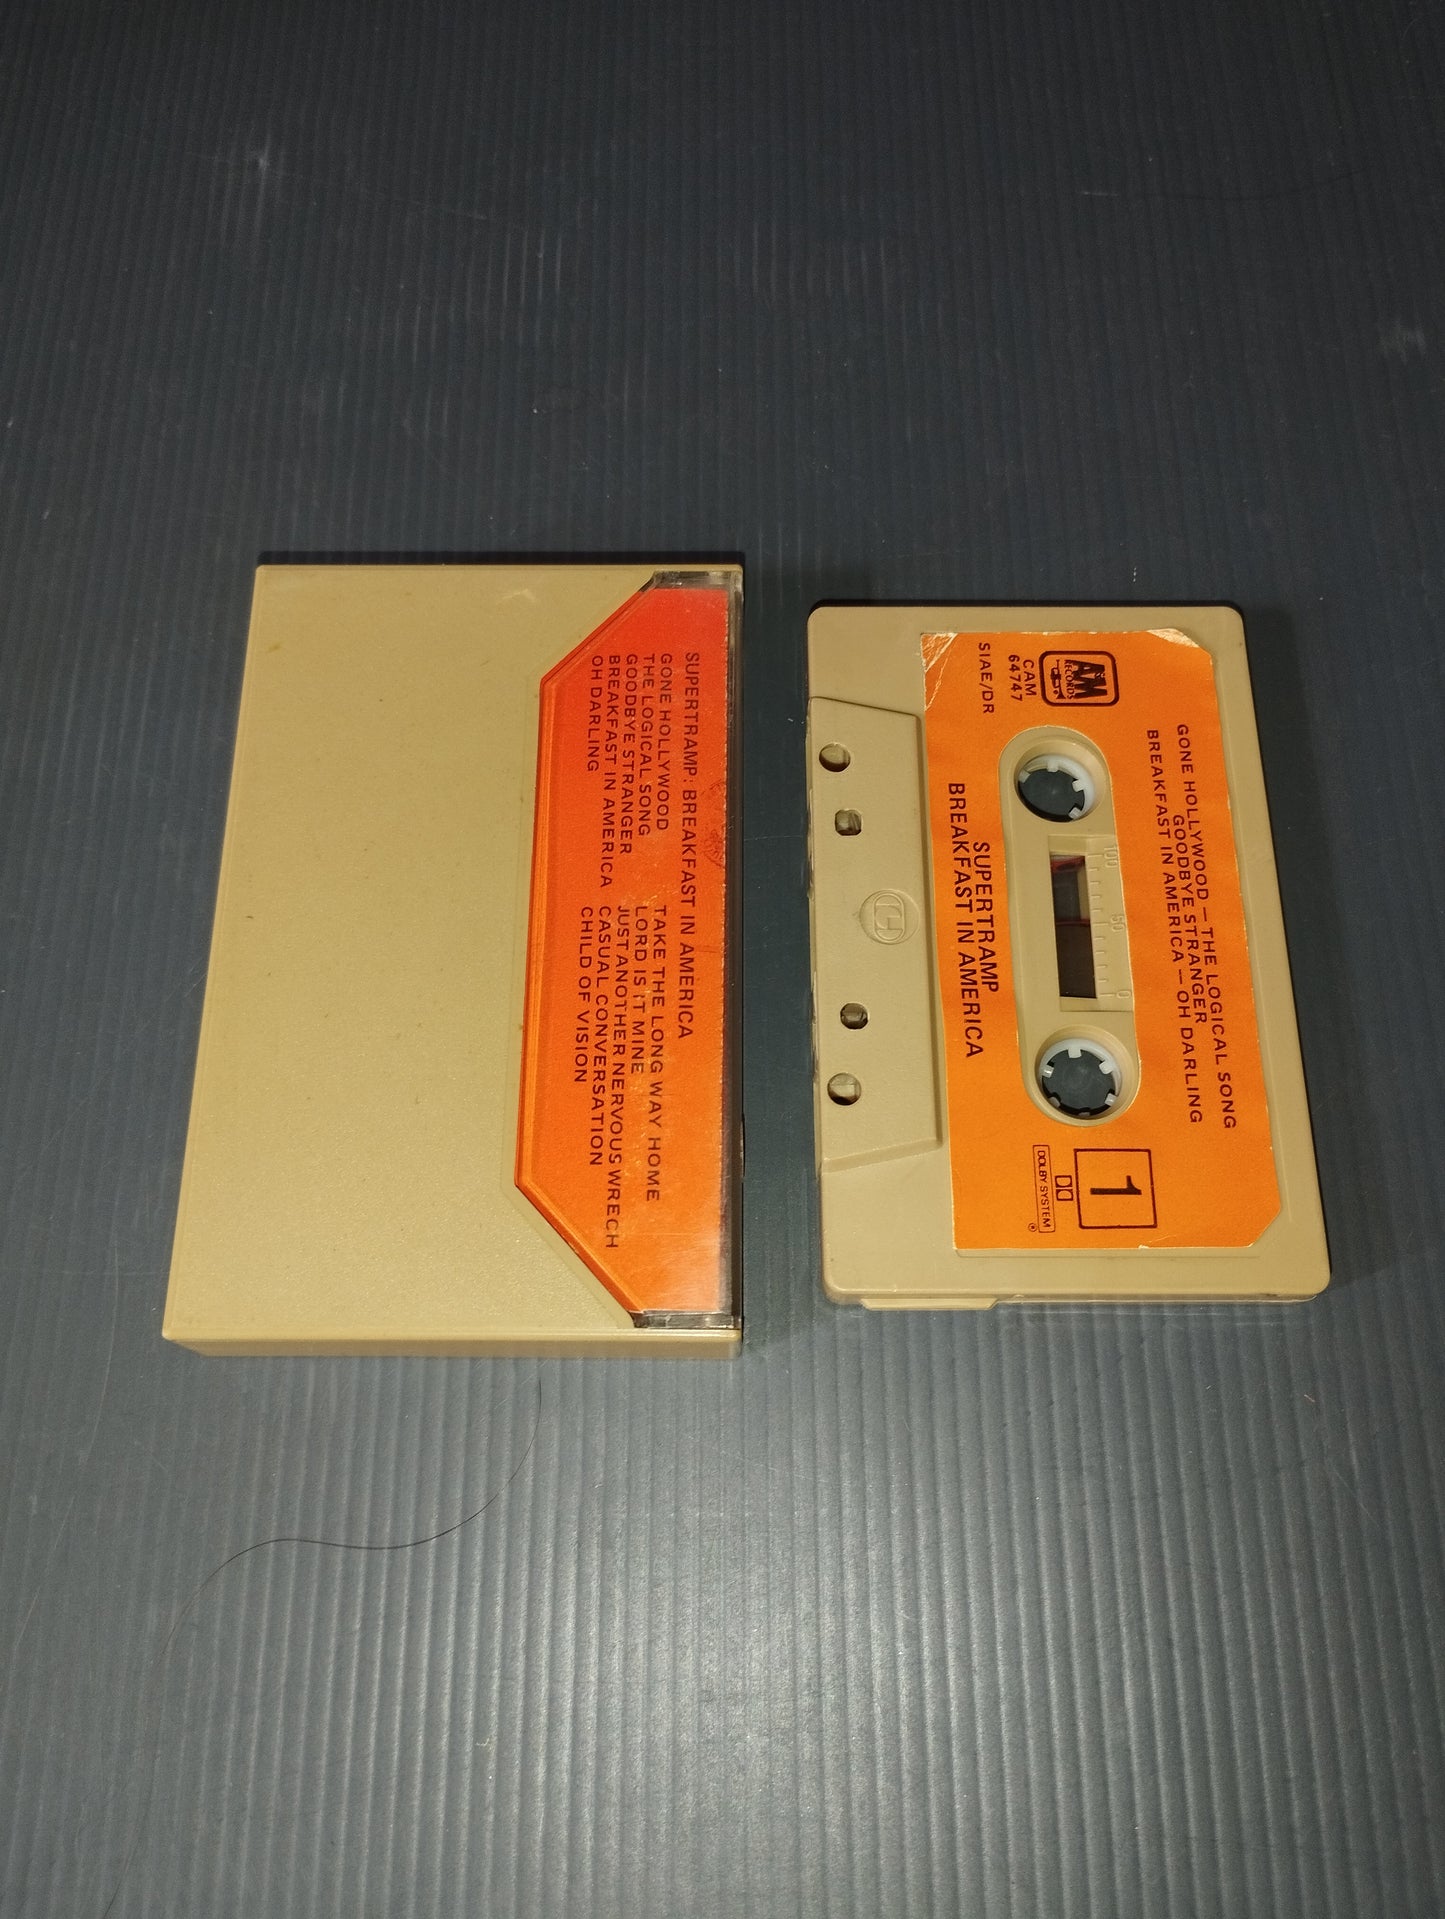 SUPERTRAMP: BREAKFAST IN AMERICA
GONE HOLLYWOOD
THE LOGICAL SONG
GOODBYE STRANGER
BREAKFAST IN AMERICA
OH DARLING
TAKE THE LONG WAY HOME
LORD IS IT MINE
JUST ANOTHER NERVOUS WRECH
CASUAL CONVERSATION
CHILD OF VISION
GONE HOLLYWOOD — THE LOGICAL SONG
GOODBYE STRANGER
BREAKFAST IN AMERICA — OH DARLING
A&M
RECORDS
CAM
64747
SIAE/DR
100 50 0
1
DOLBY SYSTEM
®
SUPERTRAMP
BREAKFAST IN AMERICA